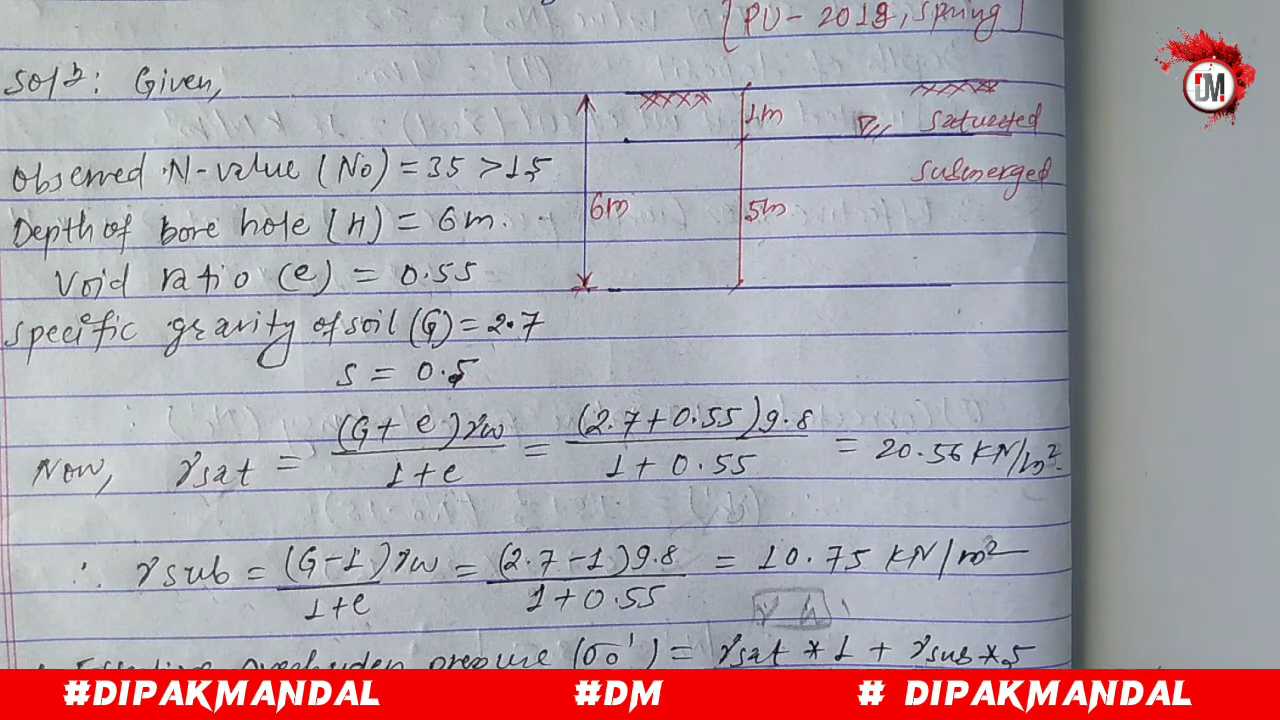 [PU- 2018, spring]
DM
Sol^n: Given,
1m
saturated
Observed N-value (No) = 35 > 15
submerged
6m
5m
Depth of bore hole (H) = 6m.
Void ratio (e) = 0.55
Specific gravity of soil (G) = 2.7
S = 0.5
Now, γsat = (G + e)γw / 1+e = (2.7+0.55)9.8 / 1+0.55 = 20.56 KN/m²
∴ γsub = (G-1)γw / 1+e = (2.7-1)9.8 / 1+0.55 = 10.75 KN/m²
γ h
overburden pressure (σo') = γsat * 1 + γsub * 5
#DIPAKMANDAL #DM # DIPAKMANDAL